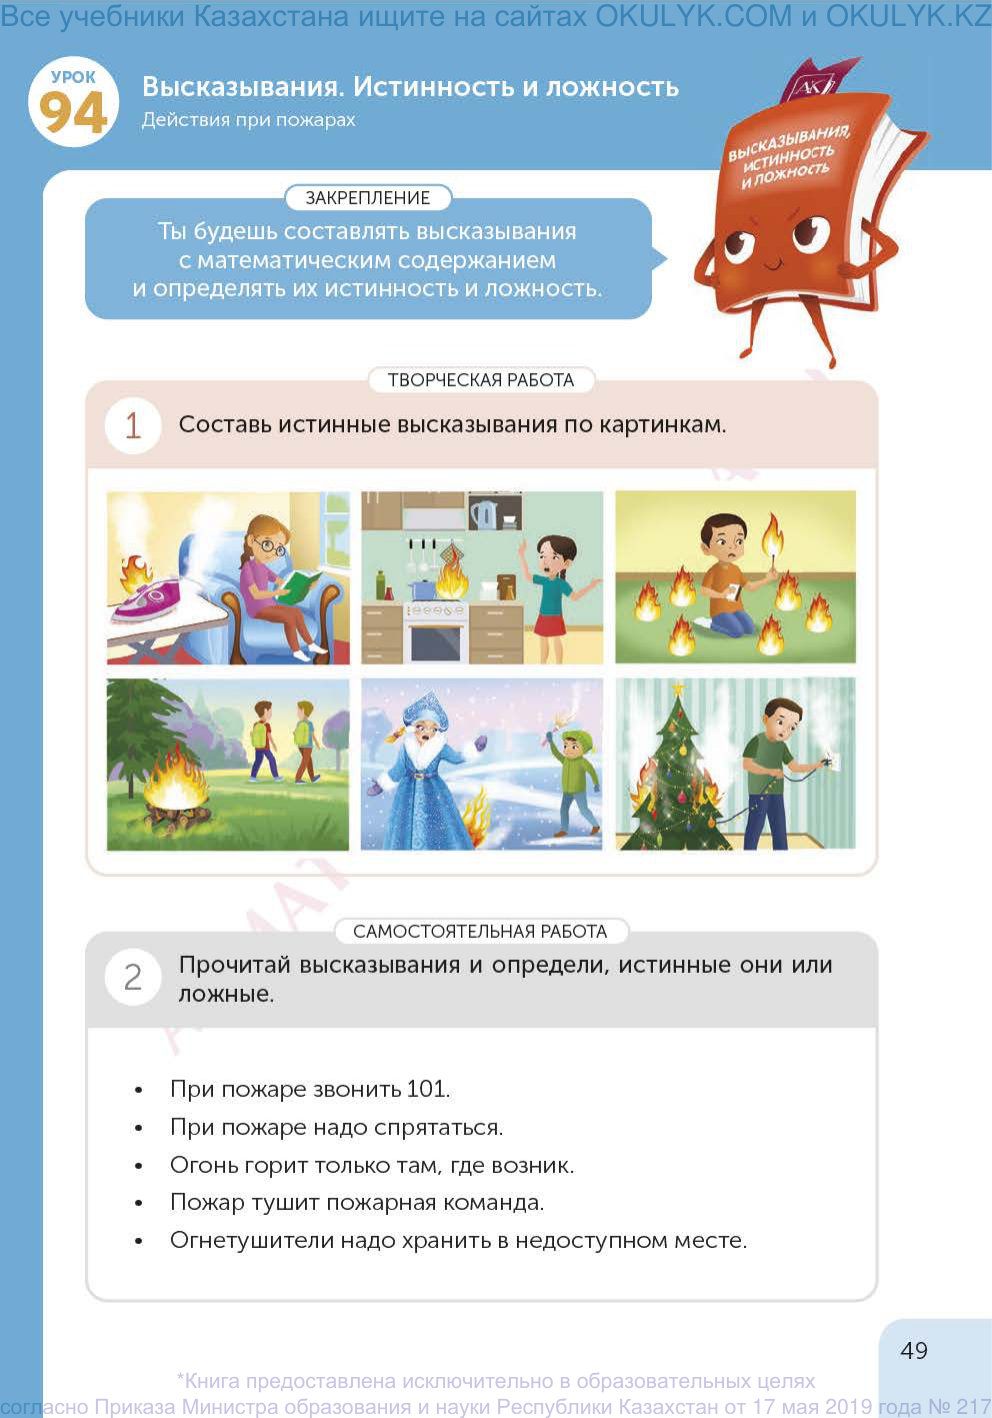 Все учебники Казахстана ищите на сайтах OKULYK.COM и OKULYK.KZ
УРОК
94
Высказывания. Истинность и ложность
Действия при пожарах
АК
ВЫСКАЗЫВАНИЯ,
ИСТИННОСТЬ
И ЛОЖНОСТЬ
ЗАКРЕПЛЕНИЕ
Ты будешь составлять высказывания
с математическим содержанием
и определять их истинность и ложность.
ТВОРЧЕСКАЯ РАБОТА
1
Составь истинные высказывания по картинкам.
САМОСТОЯТЕЛЬНАЯ РАБОТА
2
Прочитай высказывания и определи, истинные они или
ложные.
• При пожаре звонить 101.
• При пожаре надо спрятаться.
• Огонь горит только там, где возник.
• Пожар тушит пожарная команда.
• Огнетушители надо хранить в недоступном месте.
49
*Книга предоставлена исключительно в образовательных целях
согласно Приказа Министра образования и науки Республики Казахстан от 17 мая 2019 года № 217